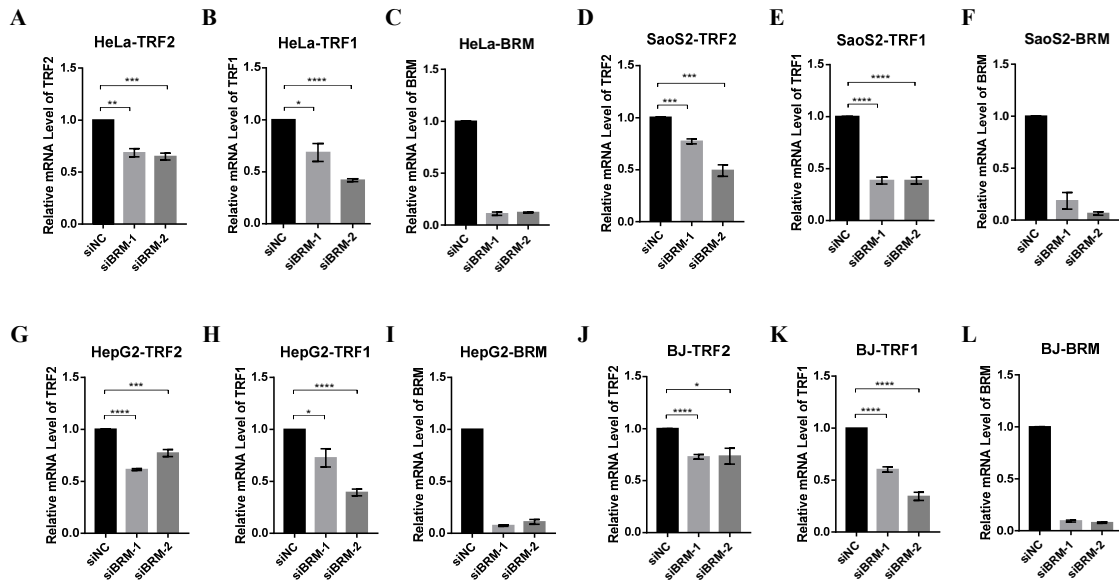 A
HeLa-TRF2
Relative mRNA Level of TRF2
1.5
1.0
0.5
0.0
***
**
siNC
siBRM-1
siBRM-2
B
HeLa-TRF1
Relative mRNA Level of TRF1
1.5
1.0
0.5
0.0
****
*
siNC
siBRM-1
siBRM-2
C
HeLa-BRM
Relative mRNA Level of BRM
1.5
1.0
0.5
0.0
siNC
siBRM-1
siBRM-2
D
SaoS2-TRF2
Relative mRNA Level of TRF2
1.5
1.0
0.5
0.0
***
***
siNC
siBRM-1
siBRM-2
E
SaoS2-TRF1
Relative mRNA Level of TRF1
1.5
1.0
0.5
0.0
****
****
siNC
siBRM-1
siBRM-2
F
SaoS2-BRM
Relative mRNA Level of BRM
1.5
1.0
0.5
0.0
siNC
siBRM-1
siBRM-2
G
HepG2-TRF2
Relative mRNA Level of TRF2
1.5
1.0
0.5
0.0
***
****
siNC
siBRM-1
siBRM-2
H
HepG2-TRF1
Relative mRNA Level of TRF1
1.5
1.0
0.5
0.0
****
*
siNC
siBRM-1
siBRM-2
I
HepG2-BRM
Relative mRNA Level of BRM
1.5
1.0
0.5
0.0
siNC
siBRM-1
siBRM-2
J
BJ-TRF2
Relative mRNA Level of TRF2
1.5
1.0
0.5
0.0
*
****
siNC
siBRM-1
siBRM-2
K
BJ-TRF1
Relative mRNA Level of TRF1
1.5
1.0
0.5
0.0
****
****
siNC
siBRM-1
siBRM-2
L
BJ-BRM
Relative mRNA Level of BRM
1.5
1.0
0.5
0.0
siNC
siBRM-1
siBRM-2